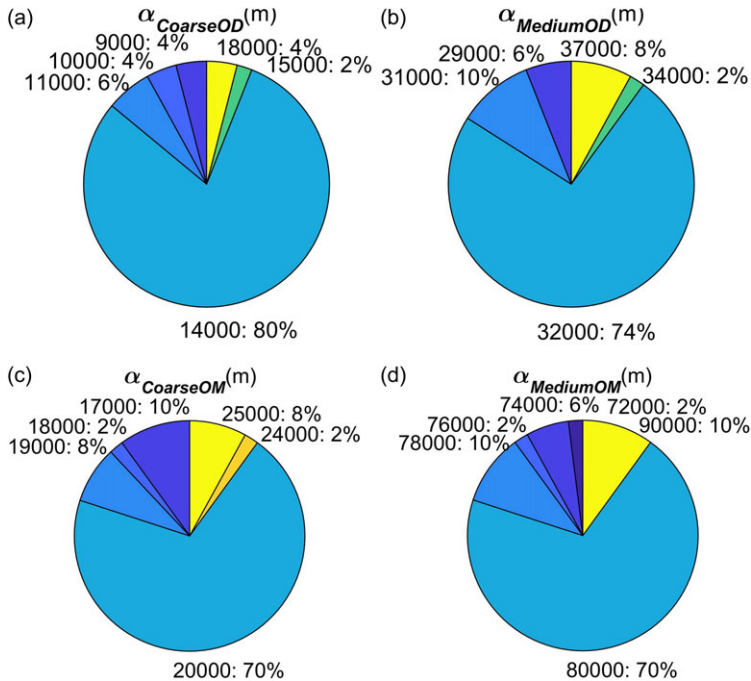 (a)
α_CoarseOD(m)
9000: 4%
18000: 4%
10000: 4%
15000: 2%
11000: 6%
14000: 80%
(b)
α_MediumOD(m)
29000: 6%
37000: 8%
31000: 10%
34000: 2%
32000: 74%
(c)
α_CoarseOM(m)
17000: 10%
25000: 8%
18000: 2%
24000: 2%
19000: 8%
20000: 70%
(d)
α_MediumOM(m)
74000: 6%
72000: 2%
76000: 2%
90000: 10%
78000: 10%
80000: 70%